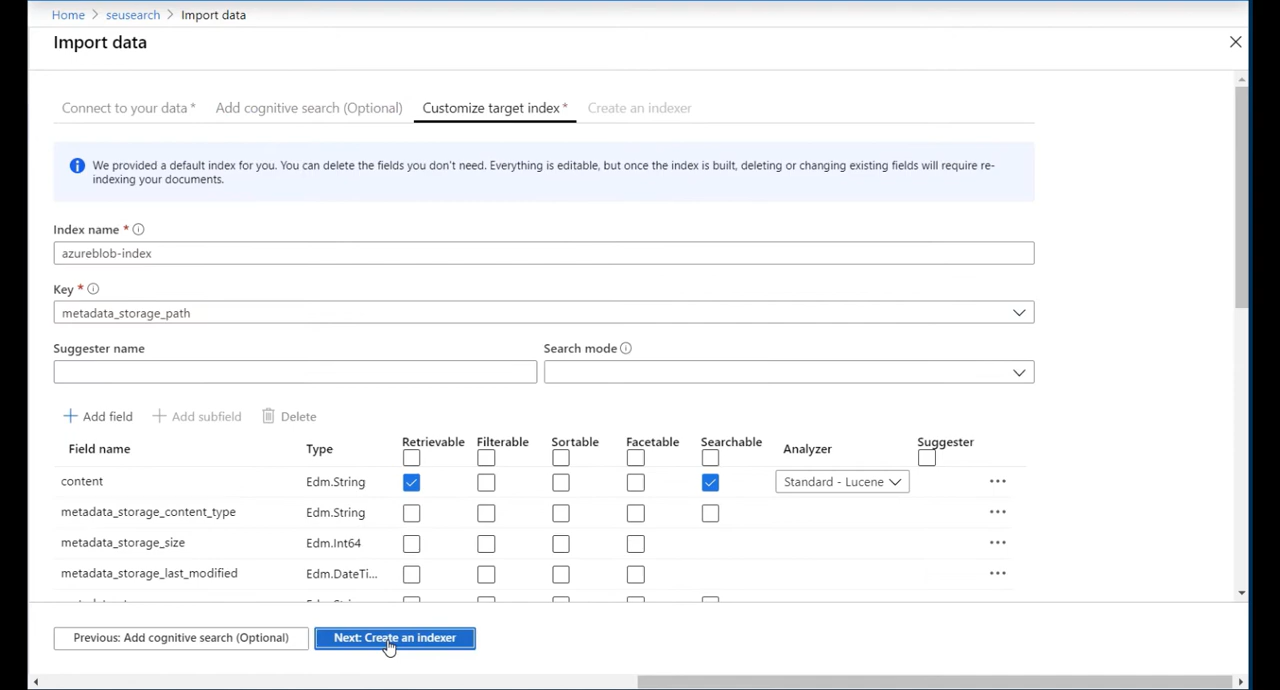 Home > seusearch > Import data
Import data
Connect to your data * Add cognitive search (Optional) Customize target index * Create an indexer
We provided a default index for you. You can delete the fields you don't need. Everything is editable, but once the index is built, deleting or changing existing fields will require re-
indexing your documents.
Index name *
azureblob-index
Key *
metadata_storage_path
Suggester name Search mode
Add field Add subfield Delete
Field name Type Retrievable Filterable Sortable Facetable Searchable Analyzer Suggester
content Edm.String Standard - Lucene
metadata_storage_content_type Edm.String
metadata_storage_size Edm.Int64
metadata_storage_last_modified Edm.DateTi...
Previous: Add cognitive search (Optional) Next: Create an indexer